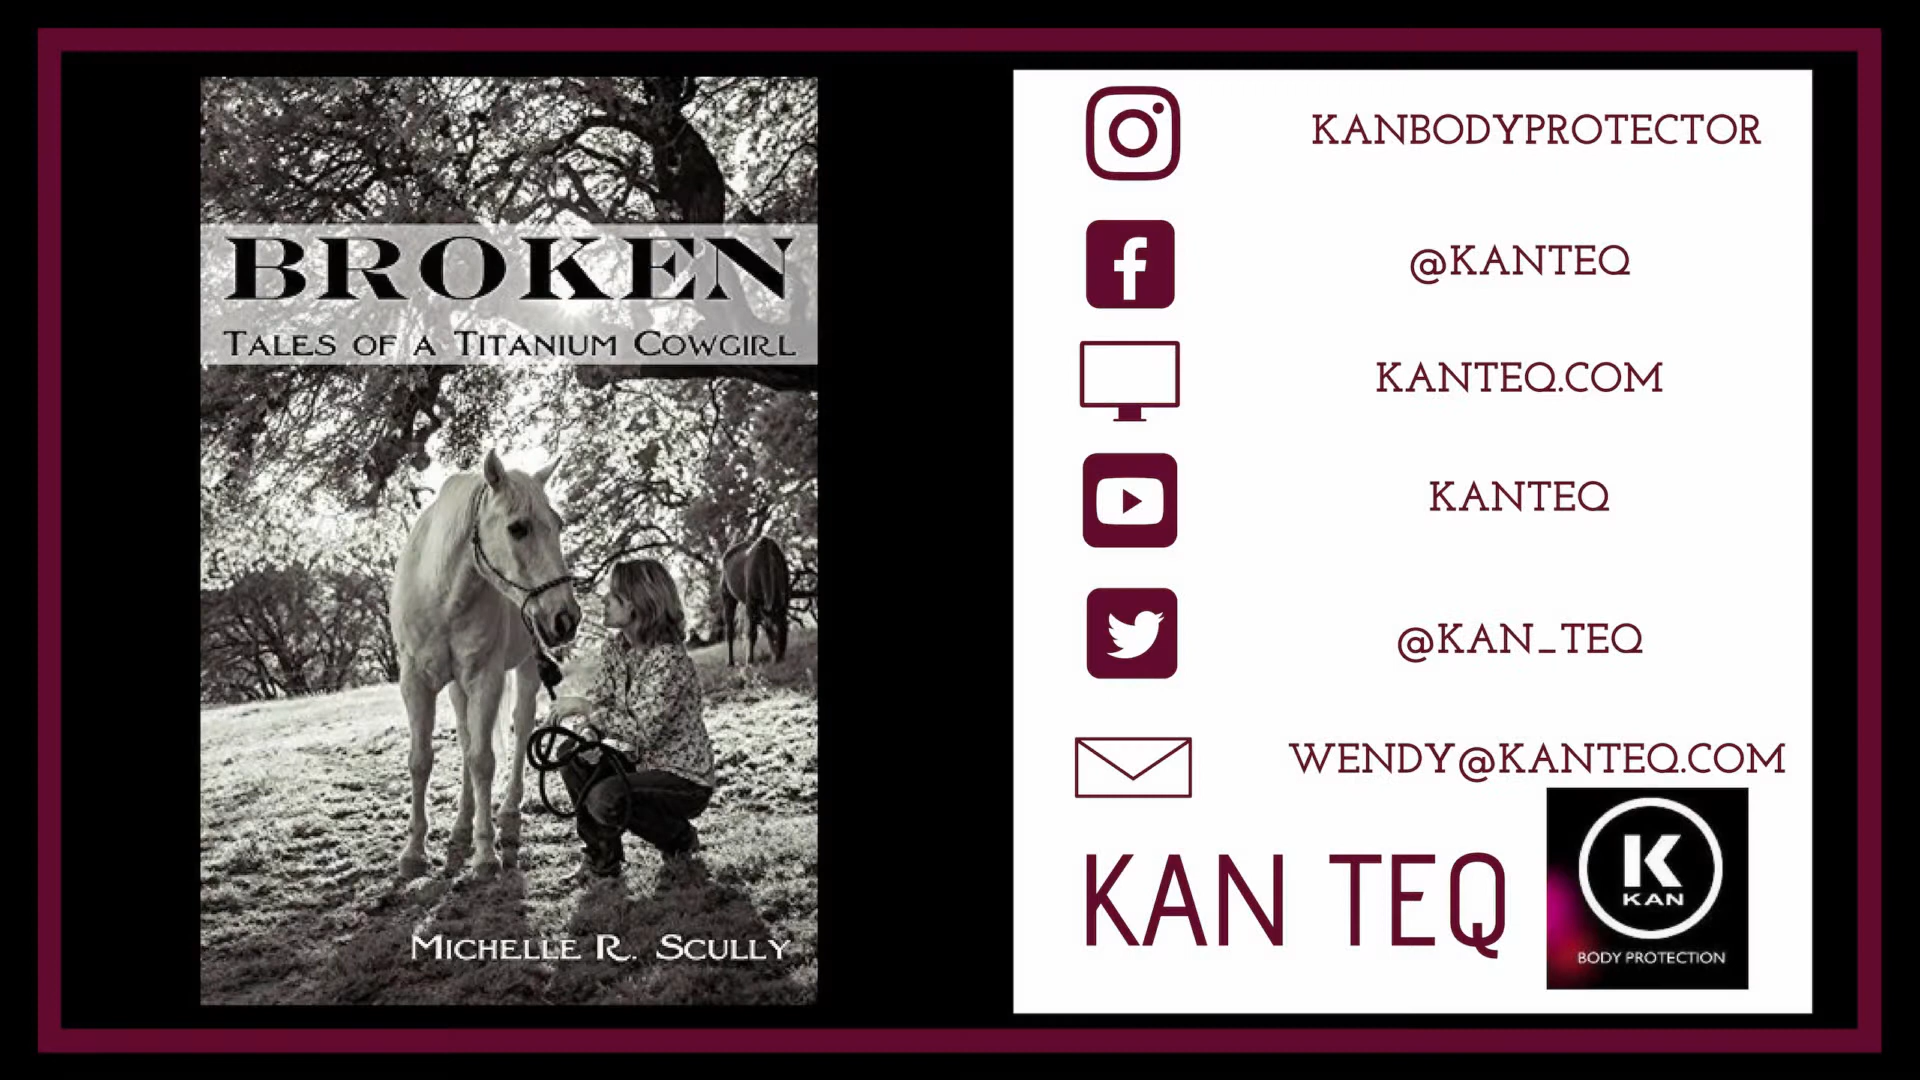 BROKEN
TALES OF A TITANIUM COWGIRL
MICHELLE R. SCULLY
KANBODYPROTECTOR
@KANTEQ
KANTEQ.COM
KANTEQ
@KAN_TEQ
WENDY@KANTEQ.COM
KAN TEQ
K
KAN
BODY PROTECTION